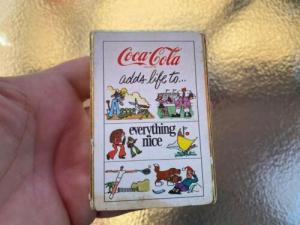 Coca-Cola
adds life to...
everything
nice